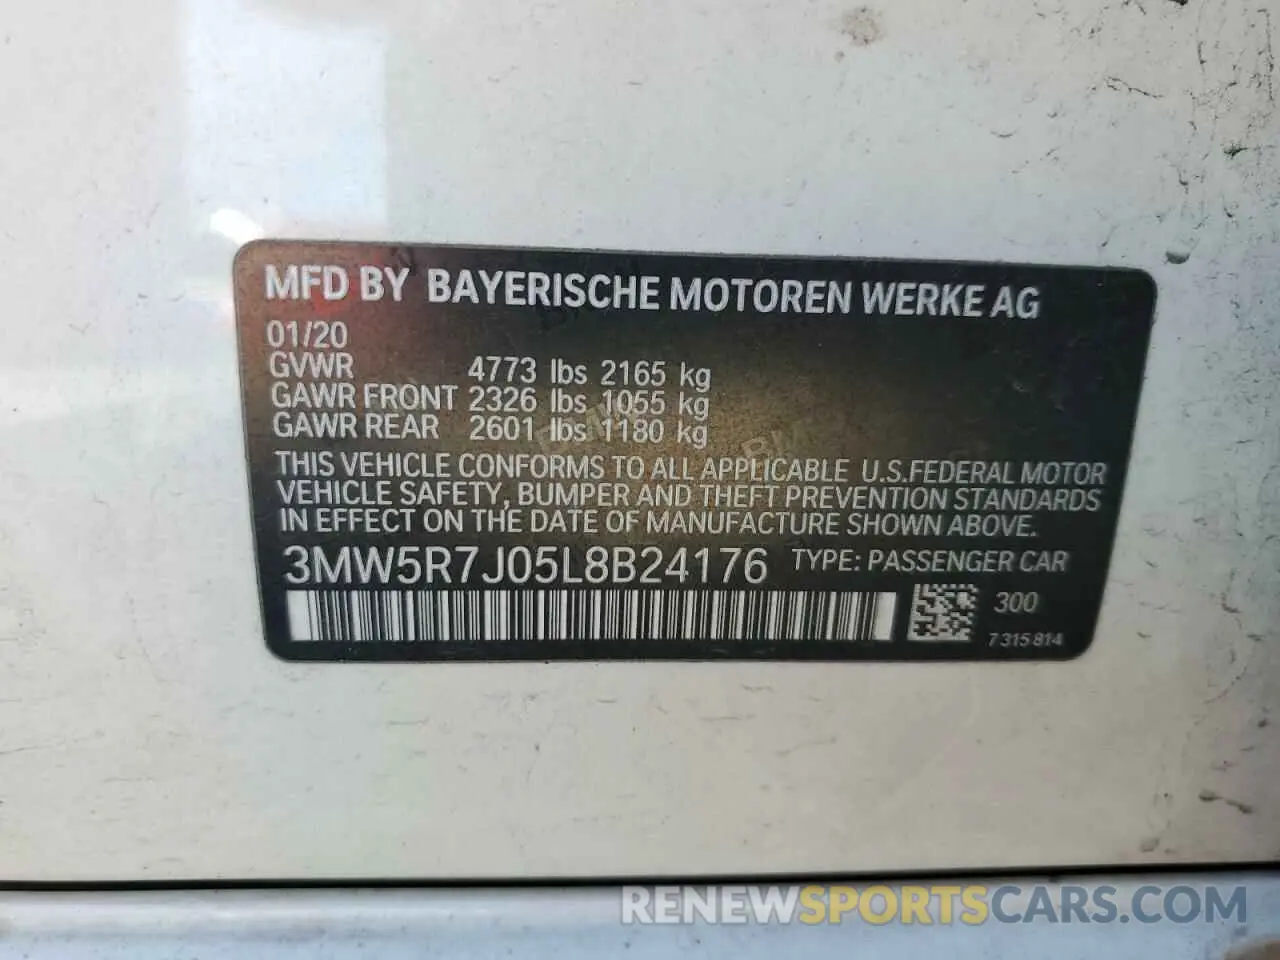 MFD BY BAYERISCHE MOTOREN WERKE AG
01/20
GVWR 4773 lbs 2165 kg
GAWR FRONT 2326 lbs 1055 kg
GAWR REAR 2601 lbs 1180 kg
THIS VEHICLE CONFORMS TO ALL APPLICABLE U.S.FEDERAL MOTOR
VEHICLE SAFETY, BUMPER AND THEFT PREVENTION STANDARDS
IN EFFECT ON THE DATE OF MANUFACTURE SHOWN ABOVE.
3MW5R7J05L8B24176 TYPE: PASSENGER CAR
300
7 315 814
RENEWSPORTSCARS.COM